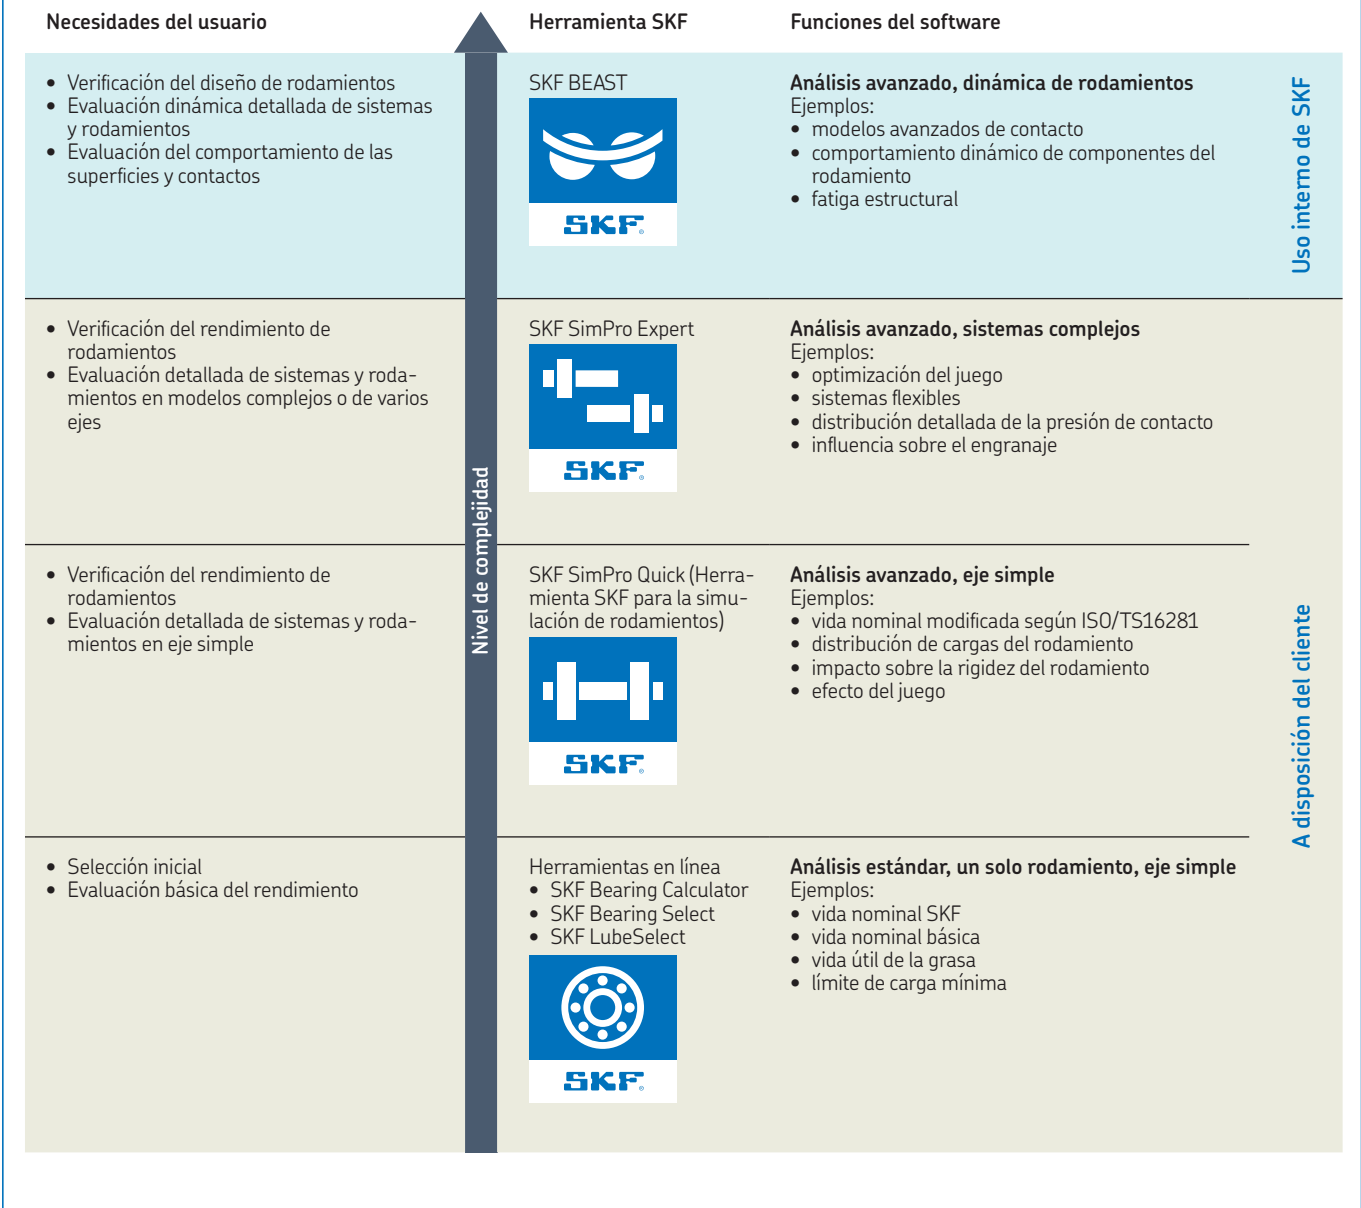 Necesidades del usuario
Herramienta SKF
Funciones del software
• Verificación del diseño de rodamientos
• Evaluación dinámica detallada de sistemas
y rodamientos
• Evaluación del comportamiento de las
superficies y contactos
SKF BEAST
SKF®
Análisis avanzado, dinámica de rodamientos
Ejemplos:
• modelos avanzados de contacto
• comportamiento dinámico de componentes del
rodamiento
• fatiga estructural
Uso interno de SKF
• Verificación del rendimiento de
rodamientos
• Evaluación detallada de sistemas y roda-
mientos en modelos complejos o de varios
ejes
SKF SimPro Expert
SKF®
Análisis avanzado, sistemas complejos
Ejemplos:
• optimización del juego
• sistemas flexibles
• distribución detallada de la presión de contacto
• influencia sobre el engranaje
Nivel de complejidad
• Verificación del rendimiento de
rodamientos
• Evaluación detallada de sistemas y roda-
mientos en eje simple
SKF SimPro Quick (Herra-
mienta SKF para la simu-
lación de rodamientos)
SKF®
Análisis avanzado, eje simple
Ejemplos:
• vida nominal modificada según ISO/TS16281
• distribución de cargas del rodamiento
• impacto sobre la rigidez del rodamiento
• efecto del juego
A disposición del cliente
• Selección inicial
• Evaluación básica del rendimiento
Herramientas en línea
• SKF Bearing Calculator
• SKF Bearing Select
• SKF LubeSelect
SKF®
Análisis estándar, un solo rodamiento, eje simple
Ejemplos:
• vida nominal SKF
• vida nominal básica
• vida útil de la grasa
• límite de carga mínima